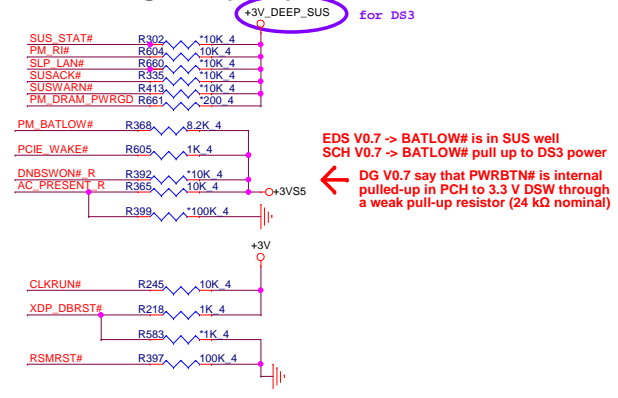 +3V_DEEP_SUS for DS3
SUS_STAT# R302 *10K_4
PM_RI# R604 10K_4
SLP_LAN# R660 *10K_4
SUSACK# R335 *10K_4
SUSWARN# R413 *10K_4
PM_DRAM_PWRGD R661 *200_4
PM_BATLOW# R368 8.2K_4
EDS V0.7 -> BATLOW# is in SUS well
SCH V0.7 -> BATLOW# pull up to DS3 power
PCIE_WAKE# R605 1K_4
DG V0.7 say that PWRBTN# is internal
pulled-up in PCH to 3.3 V DSW through
a weak pull-up resistor (24 kΩ nominal)
DNBSWON#_R R392 *10K_4
AC_PRESENT_R R365 10K_4 +3VS5
R399 *100K_4
+3V
CLKRUN# R245 10K_4
XDP_DBRST# R218 1K_4
R583 *1K_4
RSMRST# R397 100K_4